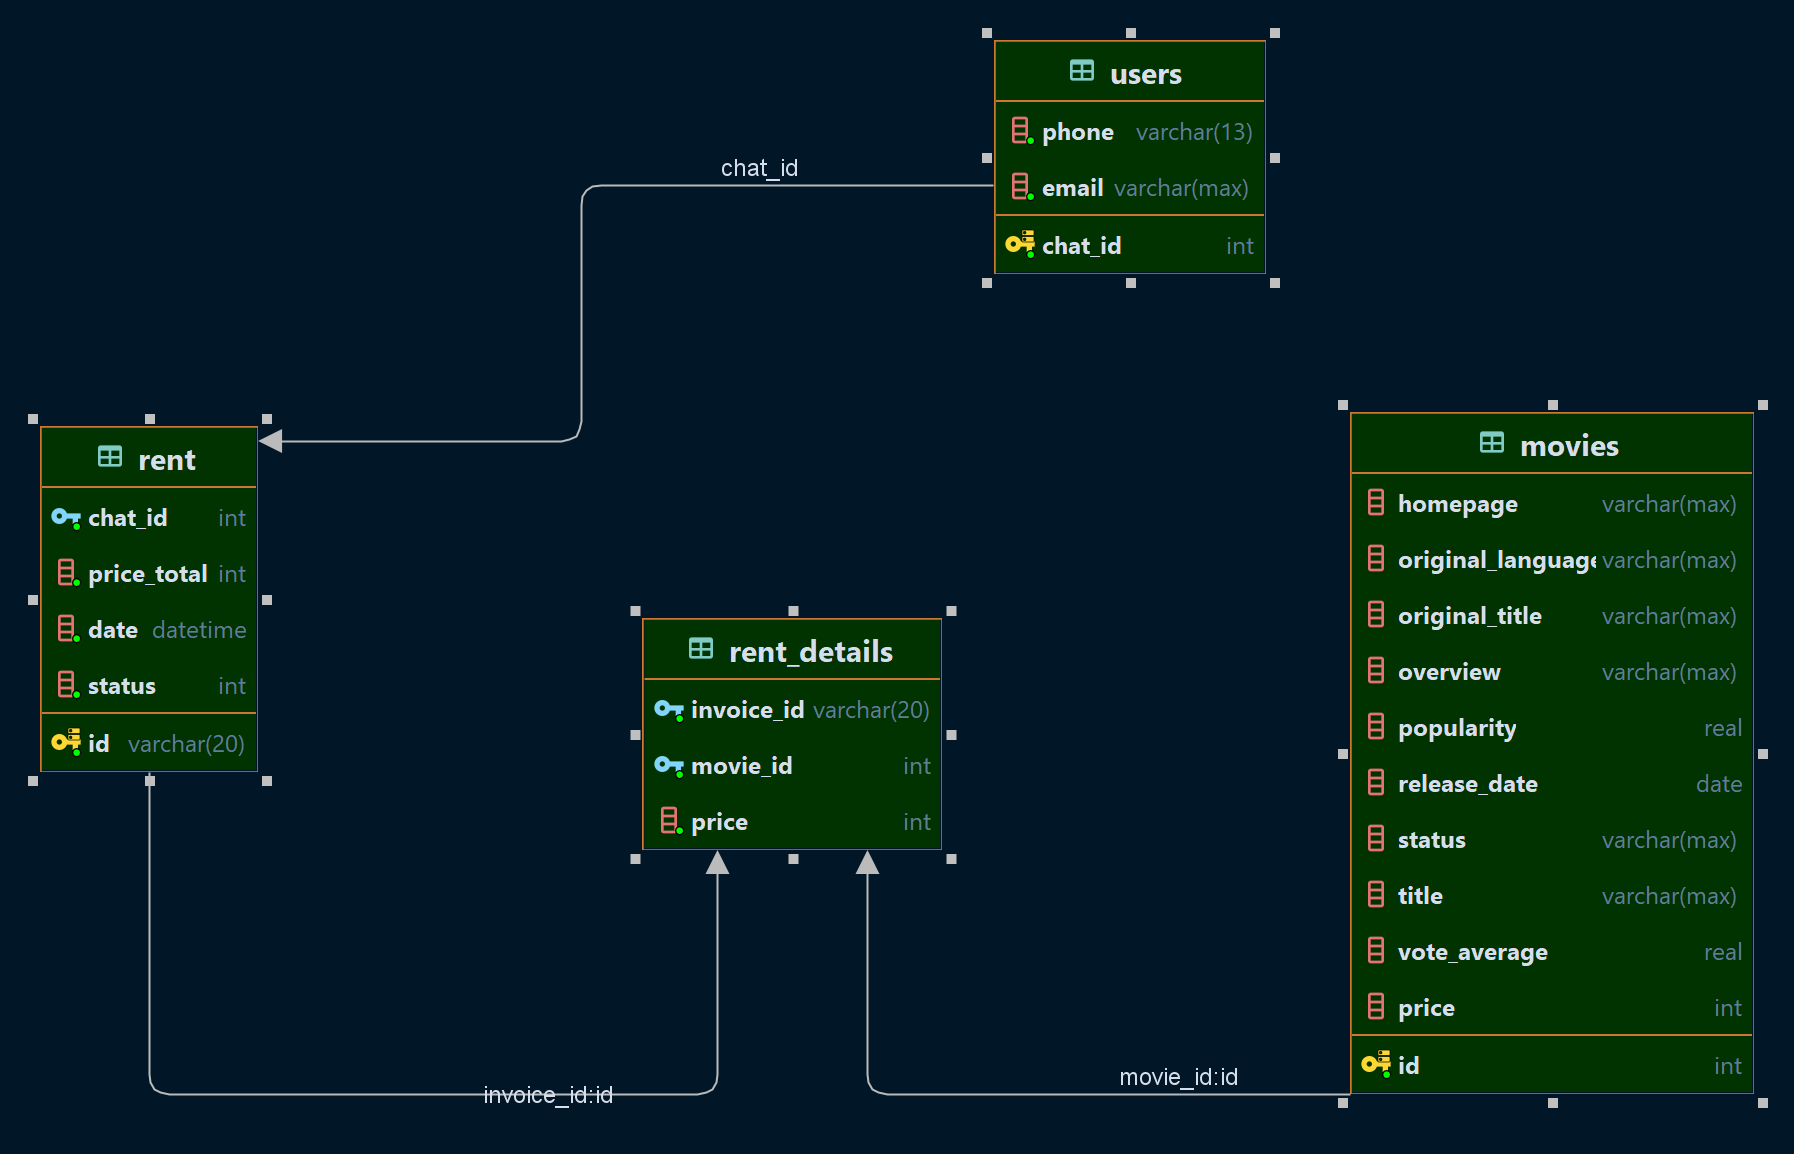 users
phone varchar(13)
email varchar(max)
chat_id int
chat_id
rent
chat_id int
price_total int
date datetime
status int
id varchar(20)
rent_details
invoice_id varchar(20)
movie_id int
price int
movies
homepage varchar(max)
original_language varchar(max)
original_title varchar(max)
overview varchar(max)
popularity real
release_date date
status varchar(max)
title varchar(max)
vote_average real
price int
id int
invoice_id:id
movie_id:id